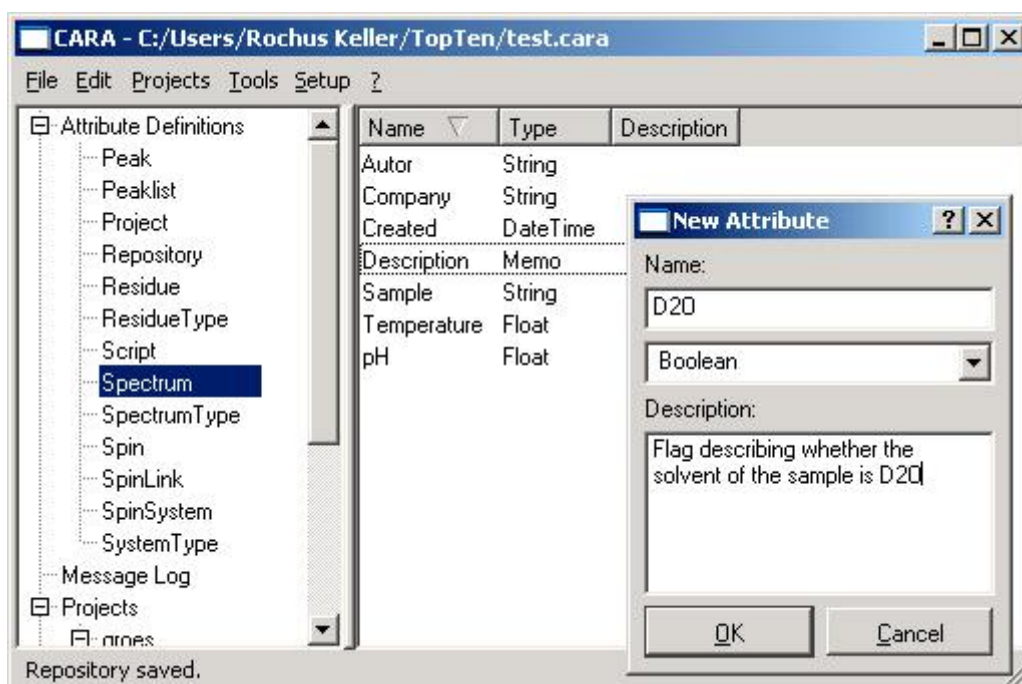 CARA - C:/Users/Rochus Keller/TopTen/test.cara
File Edit Projects Tools Setup ?
Attribute Definitions
Peak
Peaklist
Project
Repository
Residue
ResidueType
Script
Spectrum
SpectrumType
Spin
SpinLink
SpinSystem
SystemType
Message Log
Projects
groes
Name Type Description
Autor String
Company String
Created DateTime
Description Memo
Sample String
Temperature Float
pH Float
New Attribute
Name:
D2O
Boolean
Description:
Flag describing whether the
solvent of the sample is D2O
OK Cancel
Repository saved.